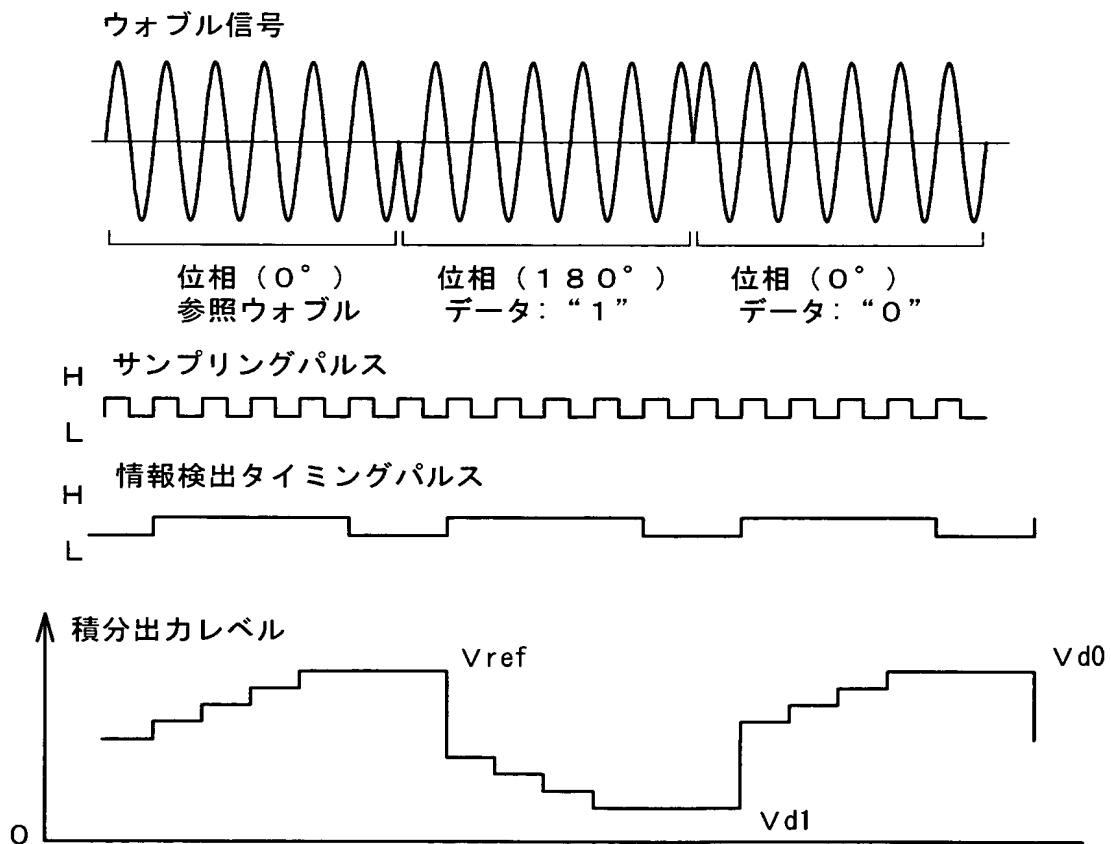 ウォブル信号
位相(0°)
参照ウォブル
位相(180°)
データ:“1”
位相(0°)
データ:“0”
H
サンプリングパルス
L
H
情報検出タイミングパルス
L
積分出力レベル
Vref
Vd0
Vd1
0